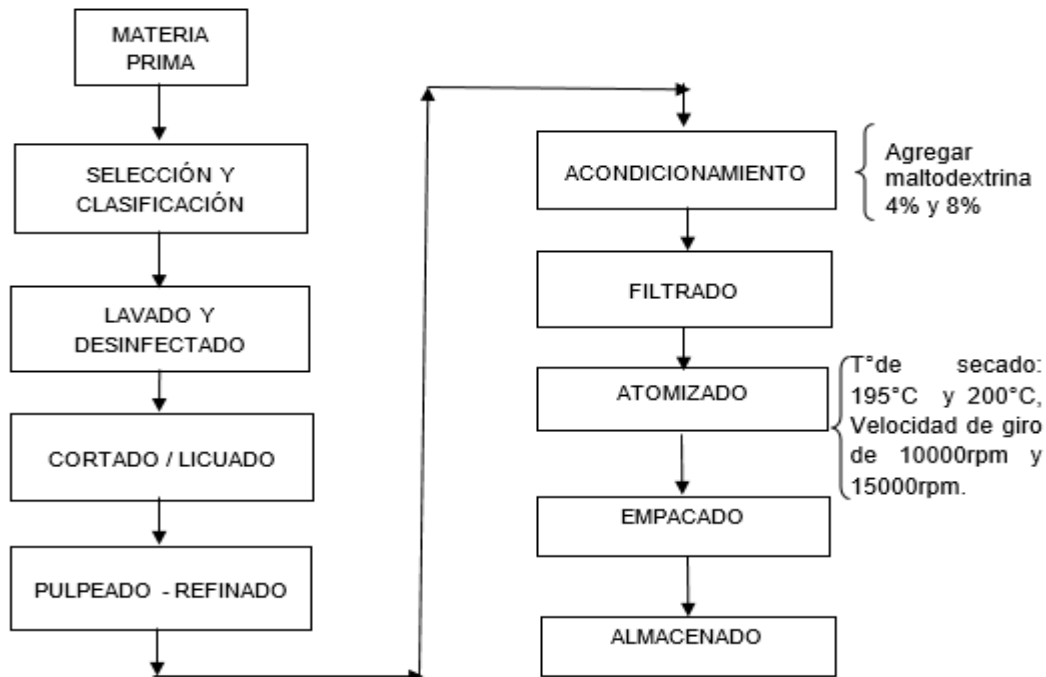 MATERIA
PRIMA
SELECCIÓN Y
CLASIFICACIÓN
LAVADO Y
DESINFECTADO
CORTADO / LICUADO
PULPEADO - REFINADO
ACONDICIONAMIENTO
Agregar
maltodextrina
4% y 8%
FILTRADO
ATOMIZADO
T°de secado:
195°C y 200°C,
Velocidad de giro
de 10000rpm y
15000rpm.
EMPACADO
ALMACENADO